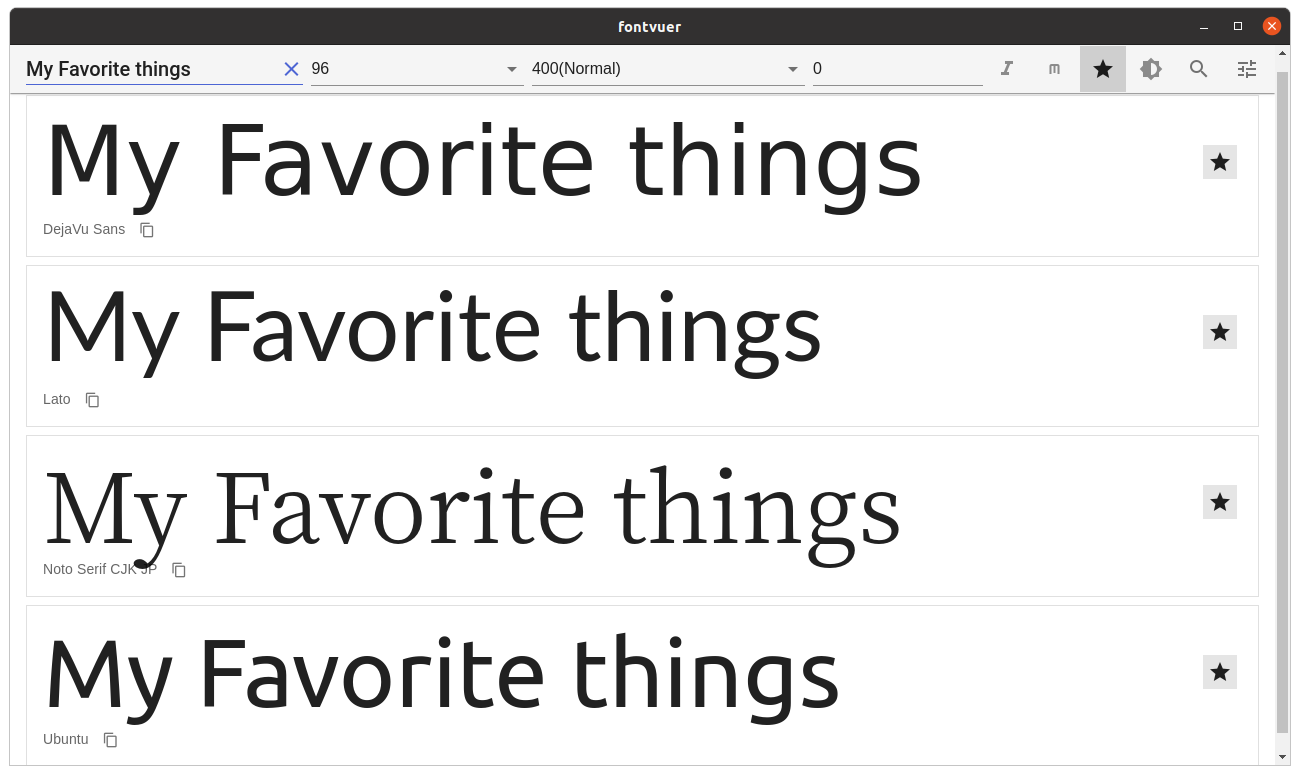 fontvuer
My Favorite things 96 400(Normal) 0
My Favorite things
DejaVu Sans
My Favorite things
Lato
My Favorite things
Noto Serif CJK JP
My Favorite things
Ubuntu